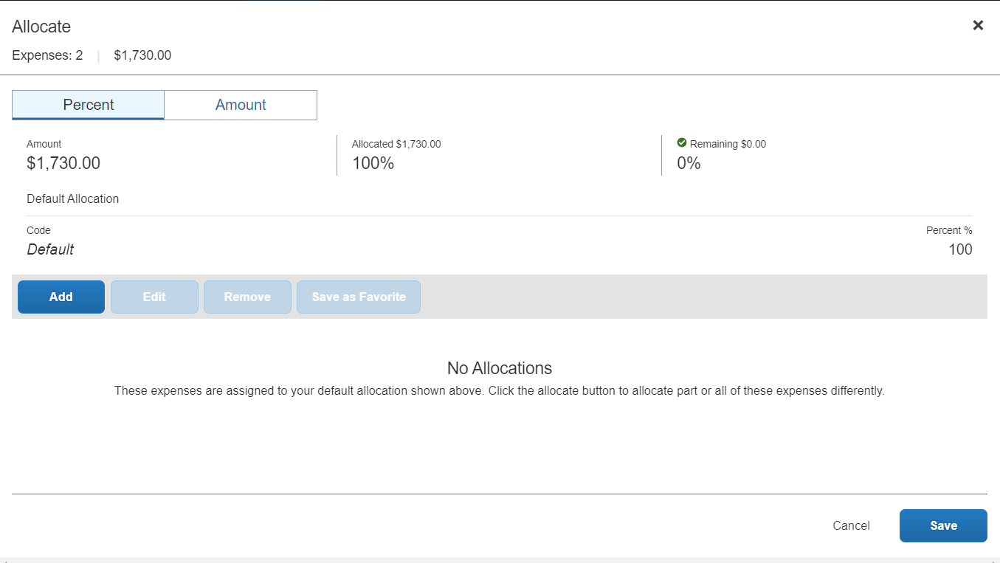 Allocate
Expenses: 2 | $1,730.00
Percent Amount
Amount Allocated $1,730.00 Remaining $0.00
$1,730.00 100% 0%
Default Allocation
Code Percent %
Default 100
Add Edit Remove Save as Favorite
No Allocations
These expenses are assigned to your default allocation shown above. Click the allocate button to allocate part or all of these expenses differently.
Cancel Save